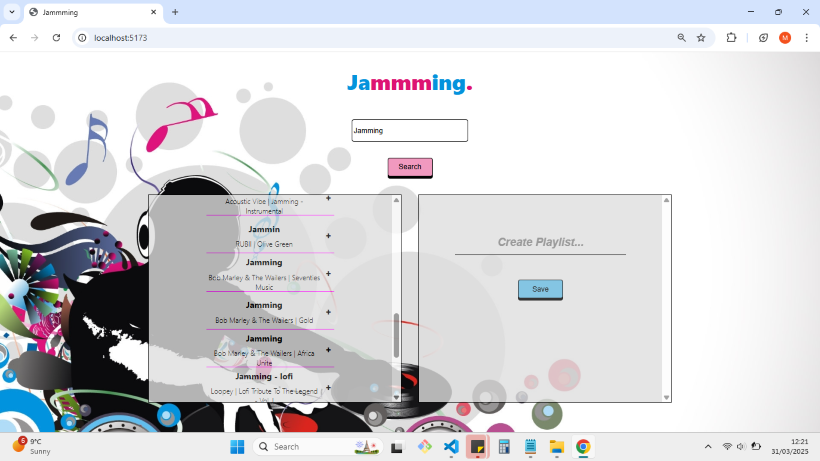 Jammming
localhost:5173
M
Jammming.
Jamming
Search
Acoustic Vibe | Jamming -
Instrumental
+
Jammin
RUBII | Olive Green
+
Jamming
Bob Marley & The Wailers | Seventies
Music
+
Jamming
Bob Marley & The Wailers | Gold
+
Jamming
Bob Marley & The Wailers | Africa
Unite
+
Jamming - lofi
Loopey | Lofi Tribute To The Legend
+
Create Playlist...
Save
6
9°C
Sunny
Search
12:21
31/03/2025